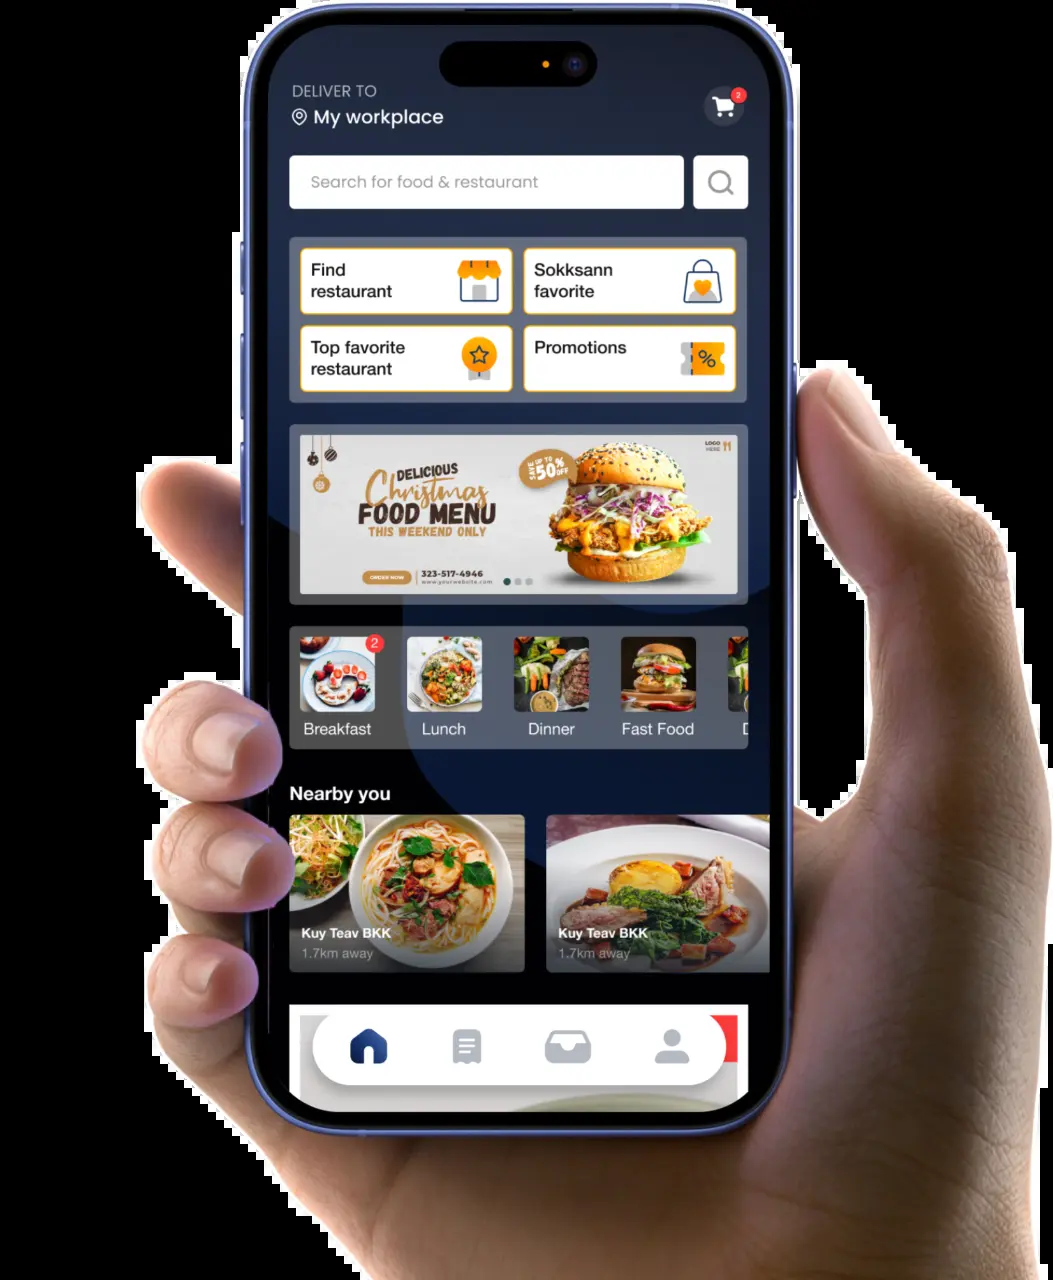 DELIVER TO
My workplace
2
Search for food & restaurant
Find
restaurant
Sokksann
favorite
Top favorite
restaurant
Promotions
%
DELICIOUS
Christmas
FOOD MENU
THIS WEEKEND ONLY
SAVE UP TO
50%
OFF
LOGO
HERE
ORDER NOW
323-517-4946
www.yourwebsite.com
2
Breakfast
Lunch
Dinner
Fast Food
D
Nearby you
Kuy Teav BKK
1.7km away
Kuy Teav BKK
1.7km away